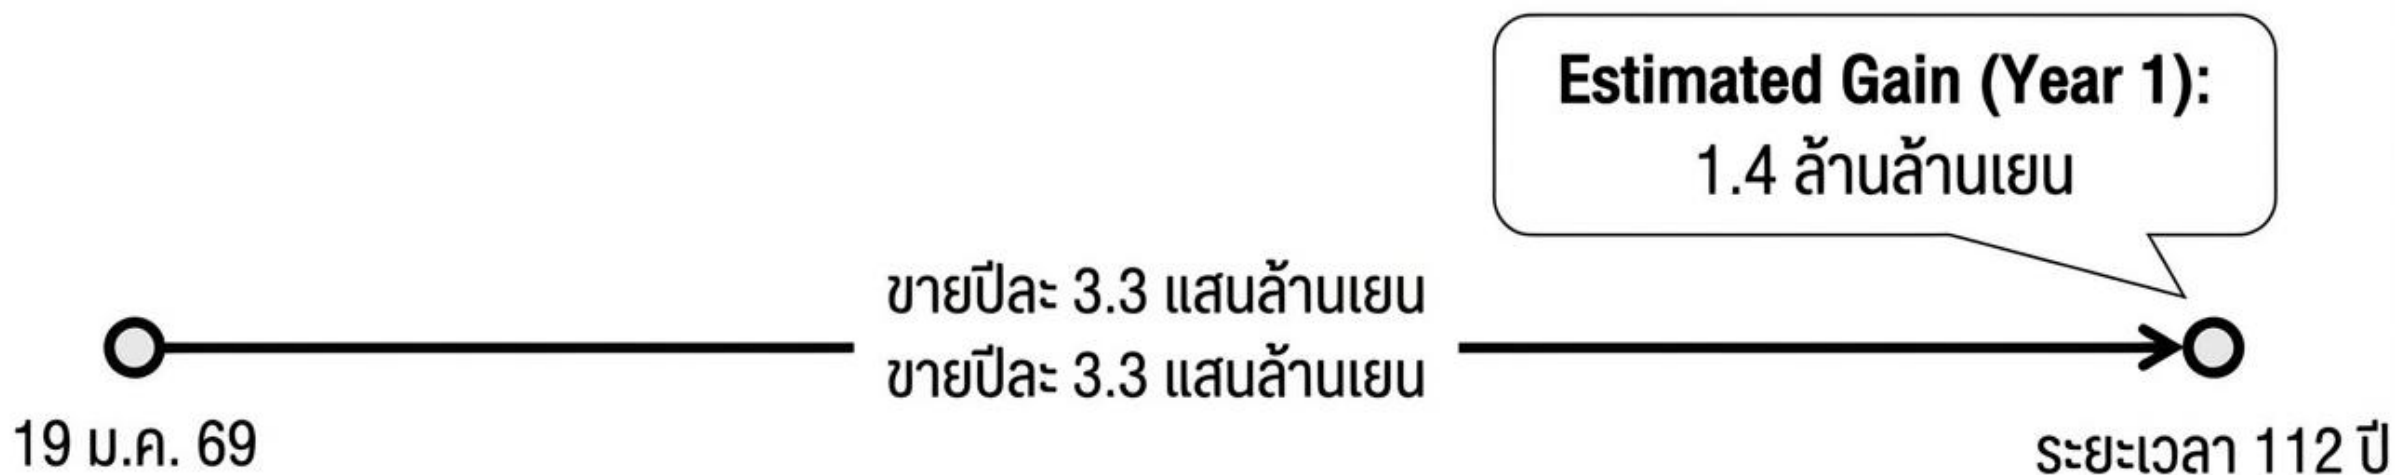 Estimated Gain (Year 1):
1.4 ล้านล้านเยน
ขายปีละ 3.3 แสนล้านเยน
ขายปีละ 3.3 แสนล้านเยน
19 ม.ค. 69
ระยะเวลา 112 ปี